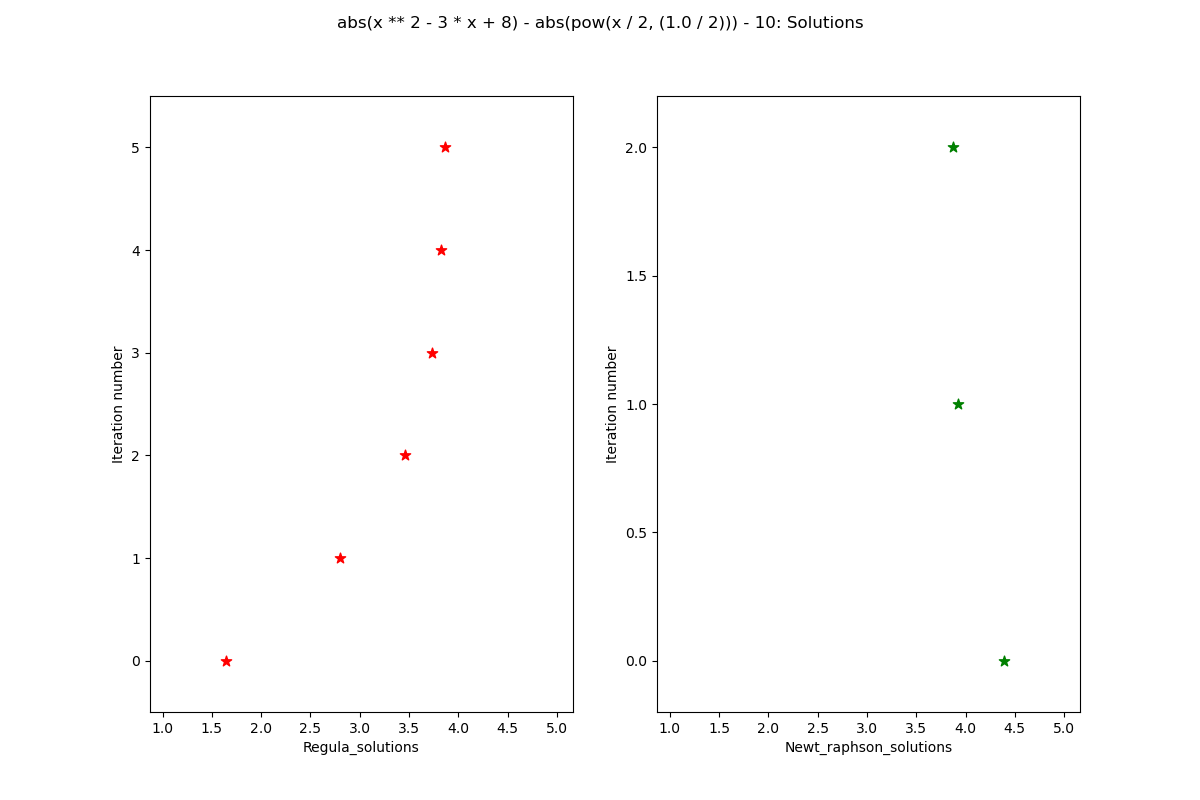 abs(x ** 2 - 3 * x + 8) - abs(pow(x / 2, (1.0 / 2))) - 10: Solutions
5
4
3
2
1
0
Iteration number
1.0 1.5 2.0 2.5 3.0 3.5 4.0 4.5 5.0
Regula_solutions
2.0
1.5
1.0
0.5
0.0
Iteration number
1.0 1.5 2.0 2.5 3.0 3.5 4.0 4.5 5.0
Newt_raphson_solutions